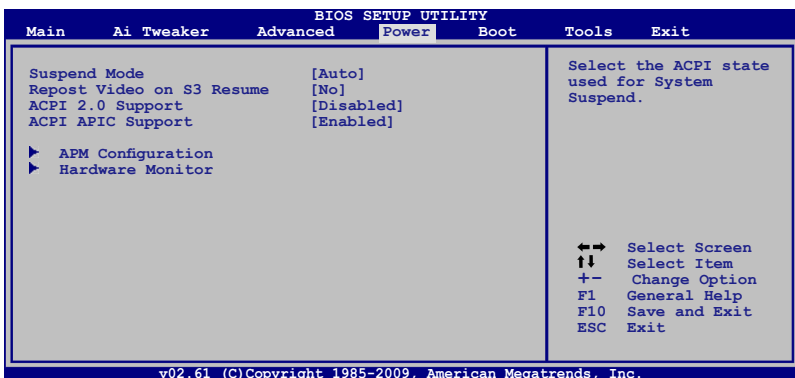 BIOS SETUP UTILITY
Main Ai Tweaker Advanced Power Boot Tools Exit
Suspend Mode [Auto]
Repost Video on S3 Resume [No]
ACPI 2.0 Support [Disabled]
ACPI APIC Support [Enabled]
APM Configuration
Hardware Monitor
Select the ACPI state
used for System
Suspend.
Select Screen
Select Item
+- Change Option
F1 General Help
F10 Save and Exit
ESC Exit
v02.61 (C)Copyright 1985-2009, American Megatrends, Inc.